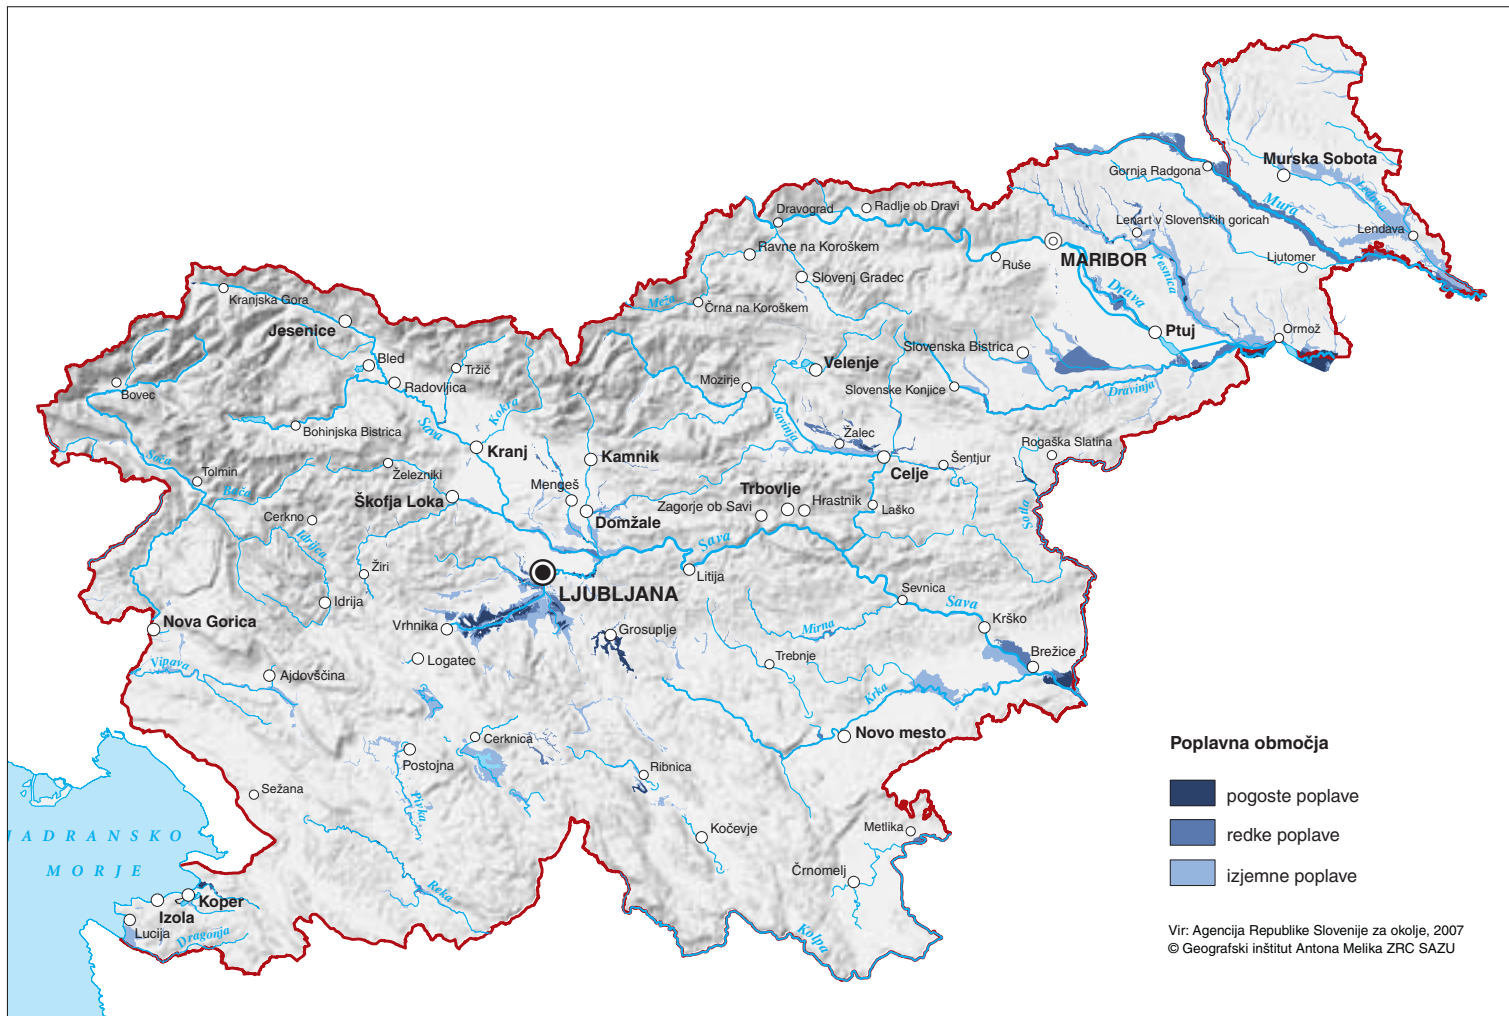 Murska Sobota
Gornja Radgona
Mura
Ledava
Lendava
Radlje ob Dravi
Dravograd
Lenart v Slovenskih goricah
Ravne na Koroškem
MARIBOR
Ruše
Pesnica
Ljutomer
Slovenj Gradec
Drava
Kranjska Gora
Meža
Črna na Koroškem
Jesenice
Ptuj
Ormož
Slovenska Bistrica
Bled
Tržič
Velenje
Radovljica
Mozirje
Slovenske Konjice
Dravinja
Bovec
Kokra
Sava
Bohinjska Bistrica
Savinja
Žalec
Rogaška Slatina
Kranj
Kamnik
Soča
Tolmin
Železniki
Celje
Šentjur
Bača
Škofja Loka
Mengeš
Trbovlje
Hrastnik
Zagorje ob Savi
Laško
Sotla
Cerkno
Domžale
Idrijca
Sava
Žiri
Litija
LJUBLJANA
Idrija
Sevnica
Sava
Nova Gorica
Vrhnika
Grosuplje
Mirna
Krško
Vipava
Logatec
Trebnje
Brežice
Ajdovščina
Krka
Cerknica
Novo mesto
Postojna
Ribnica
Sežana
Pivka
Metlika
Kočevje
JADRANSKO
MORJE
Črnomelj
Reka
Koper
Izola
Lucija
Dragonja
Kolpa
Poplavna območja
pogoste poplave
redke poplave
izjemne poplave
Vir: Agencija Republike Slovenije za okolje, 2007
© Geografski inštitut Antona Melika ZRC SAZU